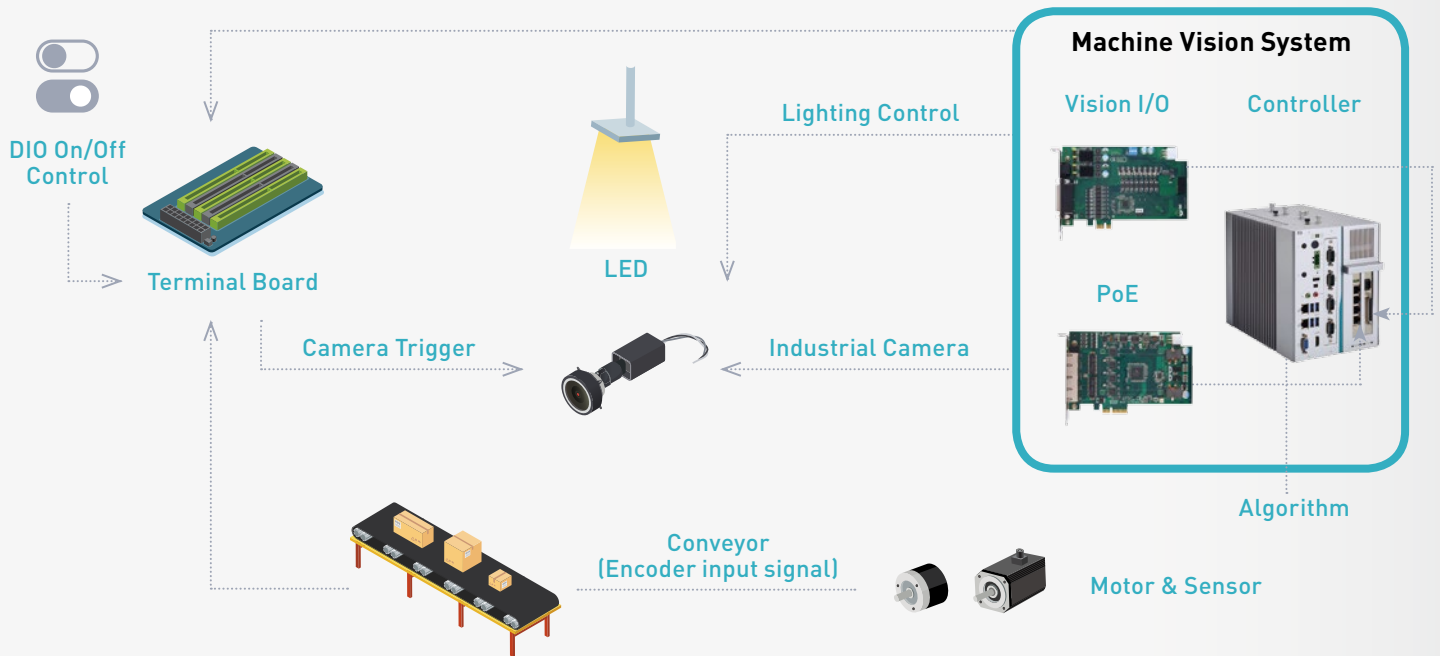 Machine Vision System
Vision I/O
Controller
Lighting Control
DIO On/Off
Control
Terminal Board
LED
PoE
Camera Trigger
Industrial Camera
Algorithm
Conveyor
(Encoder input signal)
Motor & Sensor